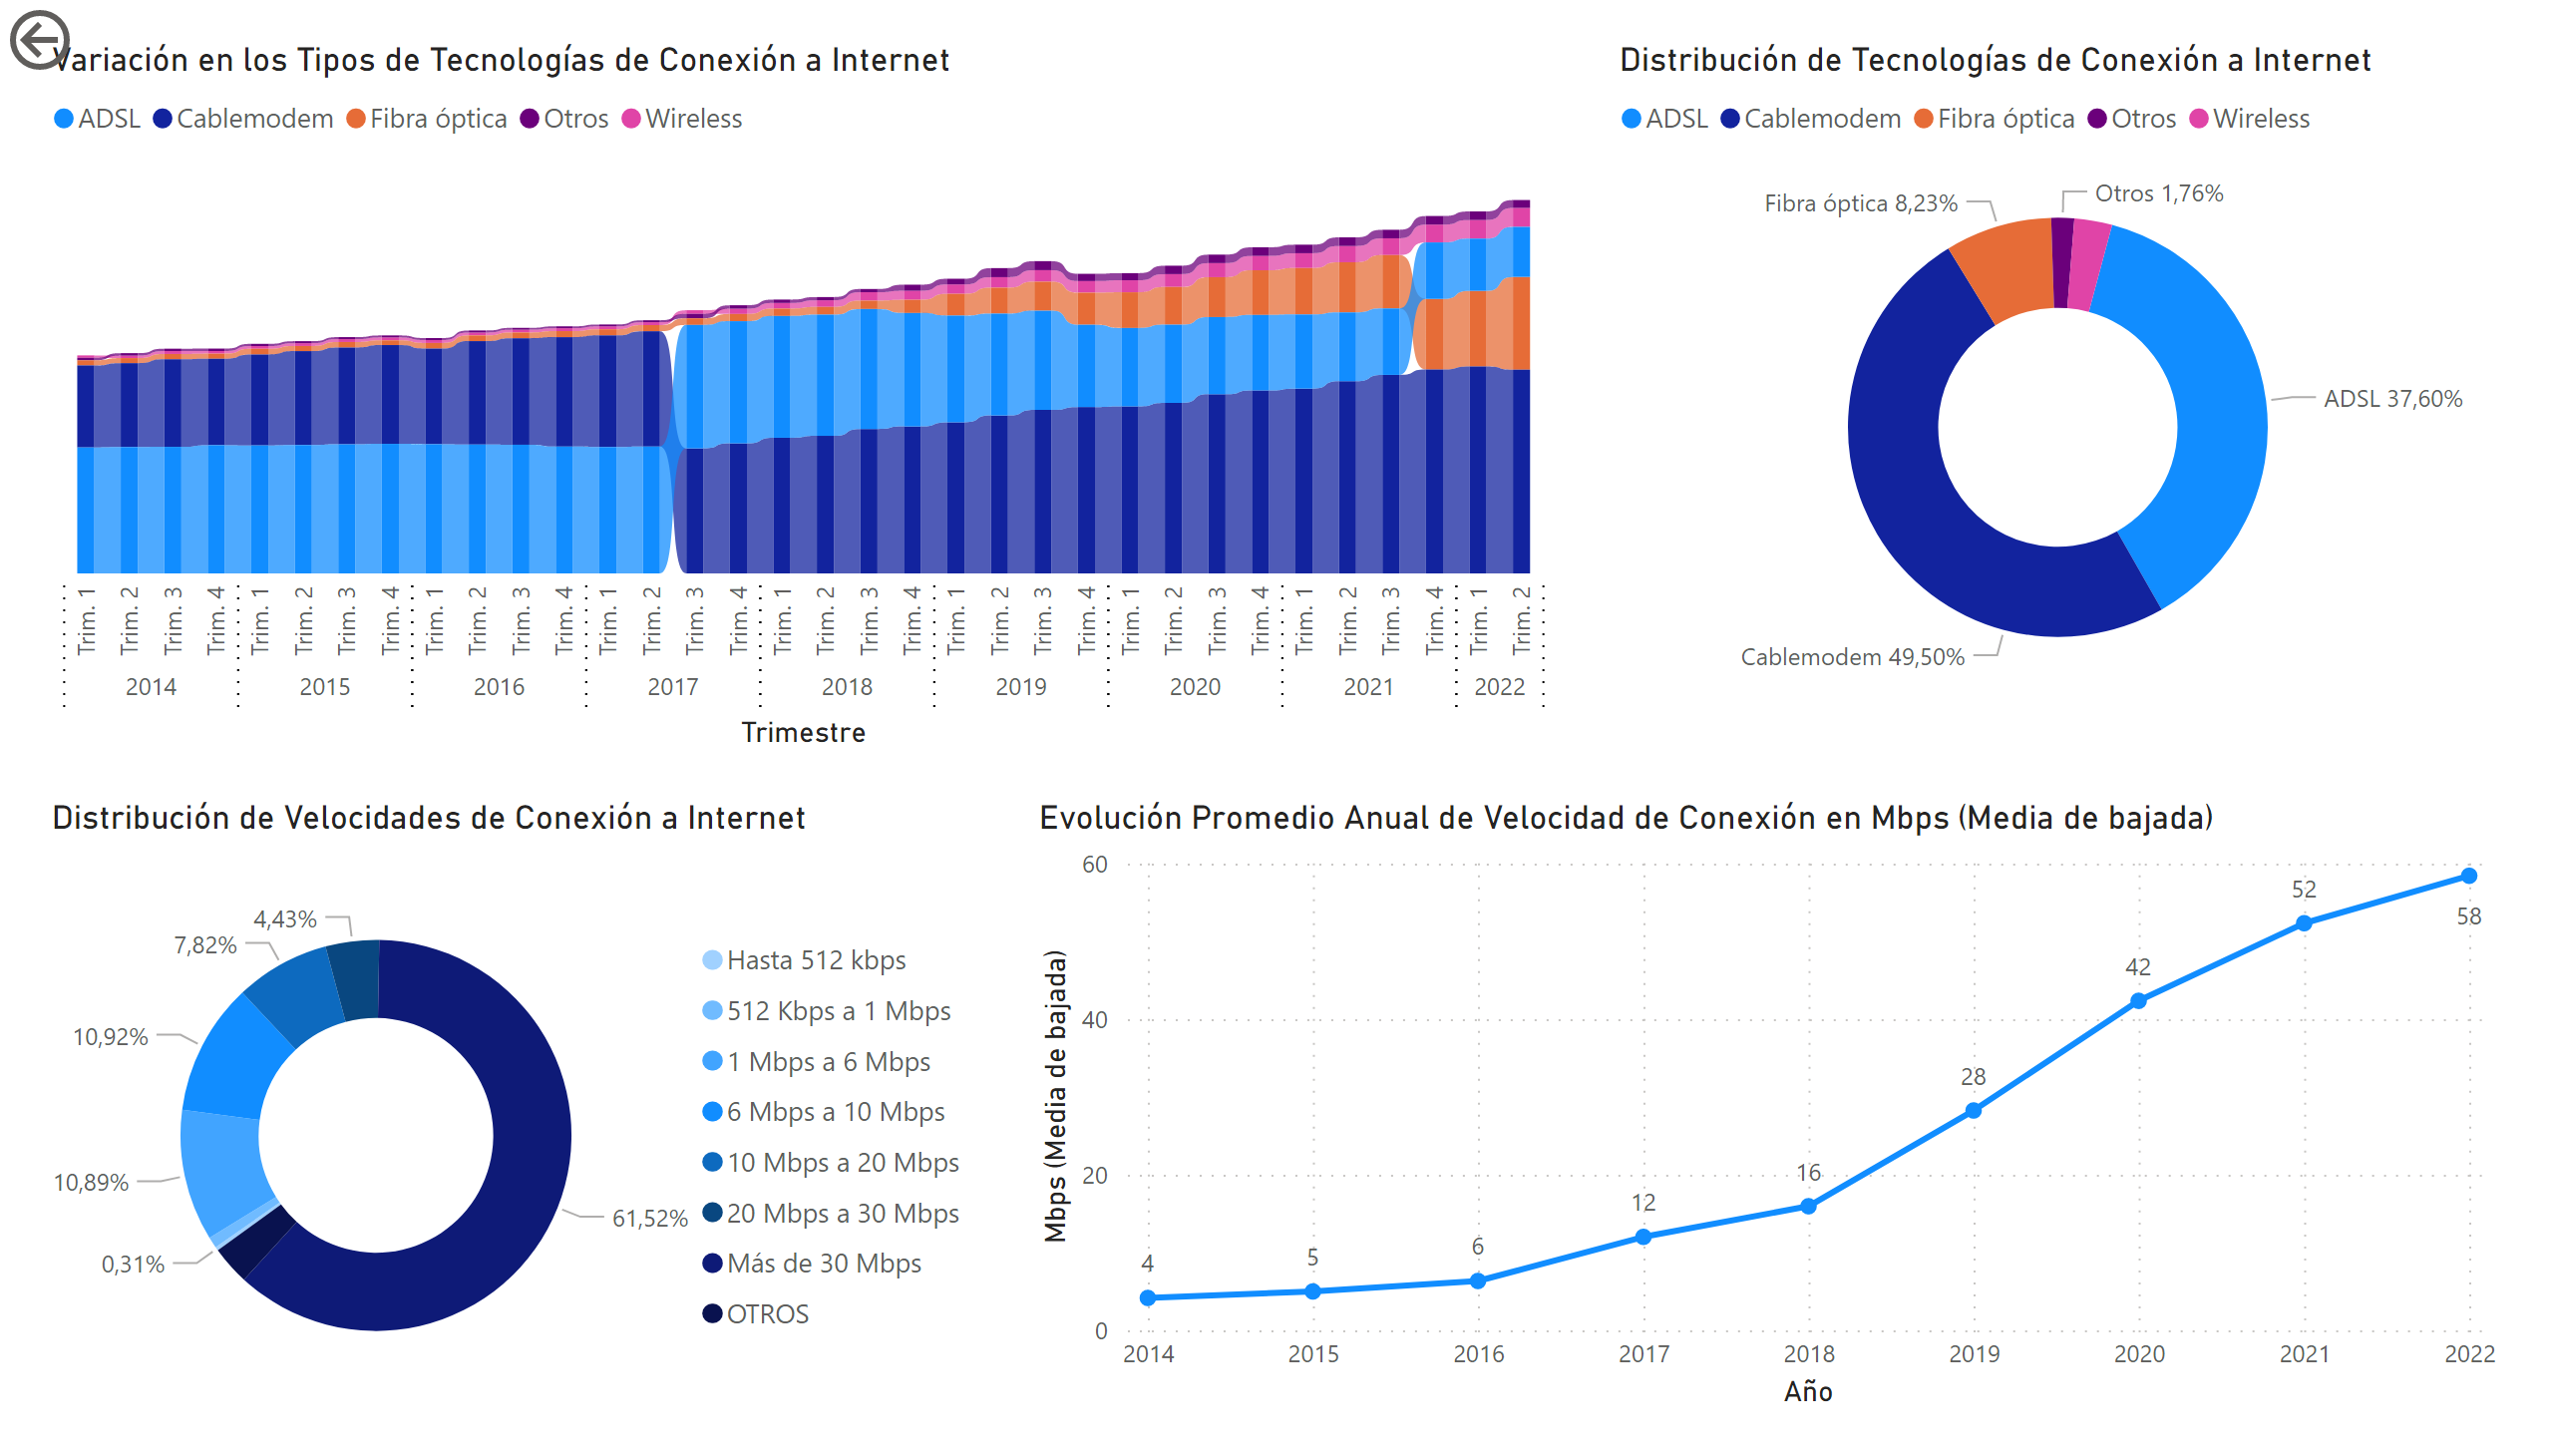 Variación en los Tipos de Tecnologías de Conexión a Internet
ADSL Cablemodem Fibra óptica Otros Wireless
Trim. 1 Trim. 2 Trim. 3 Trim. 4 Trim. 1 Trim. 2 Trim. 3 Trim. 4 Trim. 1 Trim. 2 Trim. 3 Trim. 4 Trim. 1 Trim. 2 Trim. 3 Trim. 4 Trim. 1 Trim. 2 Trim. 3 Trim. 4 Trim. 1 Trim. 2 Trim. 3 Trim. 4 Trim. 1 Trim. 2 Trim. 3 Trim. 4 Trim. 1 Trim. 2 Trim. 3 Trim. 4 Trim. 1 Trim. 2
2014 2015 2016 2017 2018 2019 2020 2021 2022
Trimestre
Distribución de Tecnologías de Conexión a Internet
ADSL Cablemodem Fibra óptica Otros Wireless
Otros 1,76%
Fibra óptica 8,23%
ADSL 37,60%
Cablemodem 49,50%
Distribución de Velocidades de Conexión a Internet
4,43%
7,82%
10,92%
10,89%
0,31%
61,52%
Hasta 512 kbps
512 Kbps a 1 Mbps
1 Mbps a 6 Mbps
6 Mbps a 10 Mbps
10 Mbps a 20 Mbps
20 Mbps a 30 Mbps
Más de 30 Mbps
OTROS
Evolución Promedio Anual de Velocidad de Conexión en Mbps (Media de bajada)
Mbps (Media de bajada)
60
40
20
0
4
5
6
12
16
28
42
52
58
2014 2015 2016 2017 2018 2019 2020 2021 2022
Año